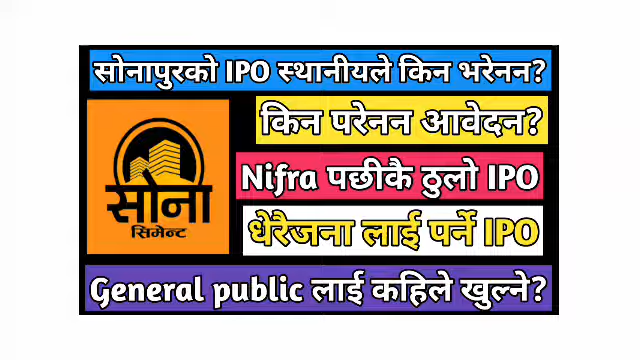 सोनापुरको IPO स्थानीयले किन भरेनन?
किन परेनन आवेदन?
सोना
सिमेन्ट
Nifra पछीकै ठुलो IPO
धेरैजना लाई पर्ने IPO
General public लाई कहिले खुल्ने?